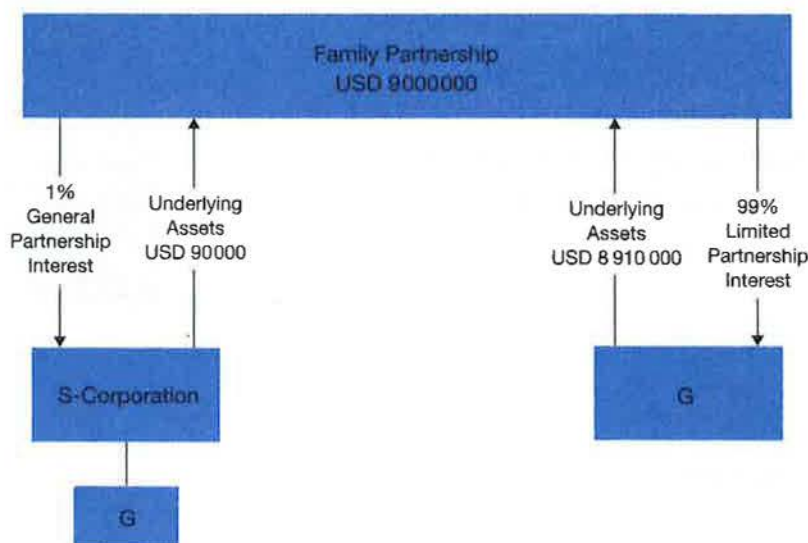 Family Partnership
USD 9000000
1%
General
Partnership
Interest
Underlying
Assets
USD 90000
Underlying
Assets
USD 8 910 000
99%
Limited
Partnership
Interest
S-Corporation
G
G